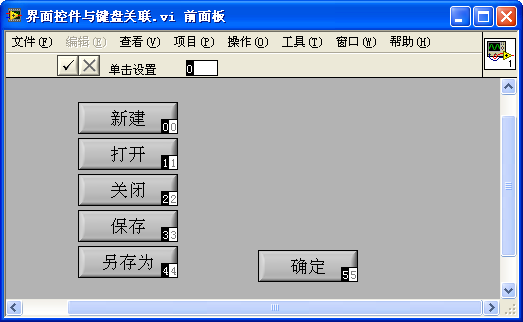 界面控件与键盘关联.vi 前面板
文件(F) 编辑(E) 查看(V) 项目(P) 操作(O) 工具(T) 窗口(W) 帮助(H)
单击设置 0
1
新建 0 0
打开 1 1
关闭 2 2
保存 3 3
另存为 4 4
确定 5 5